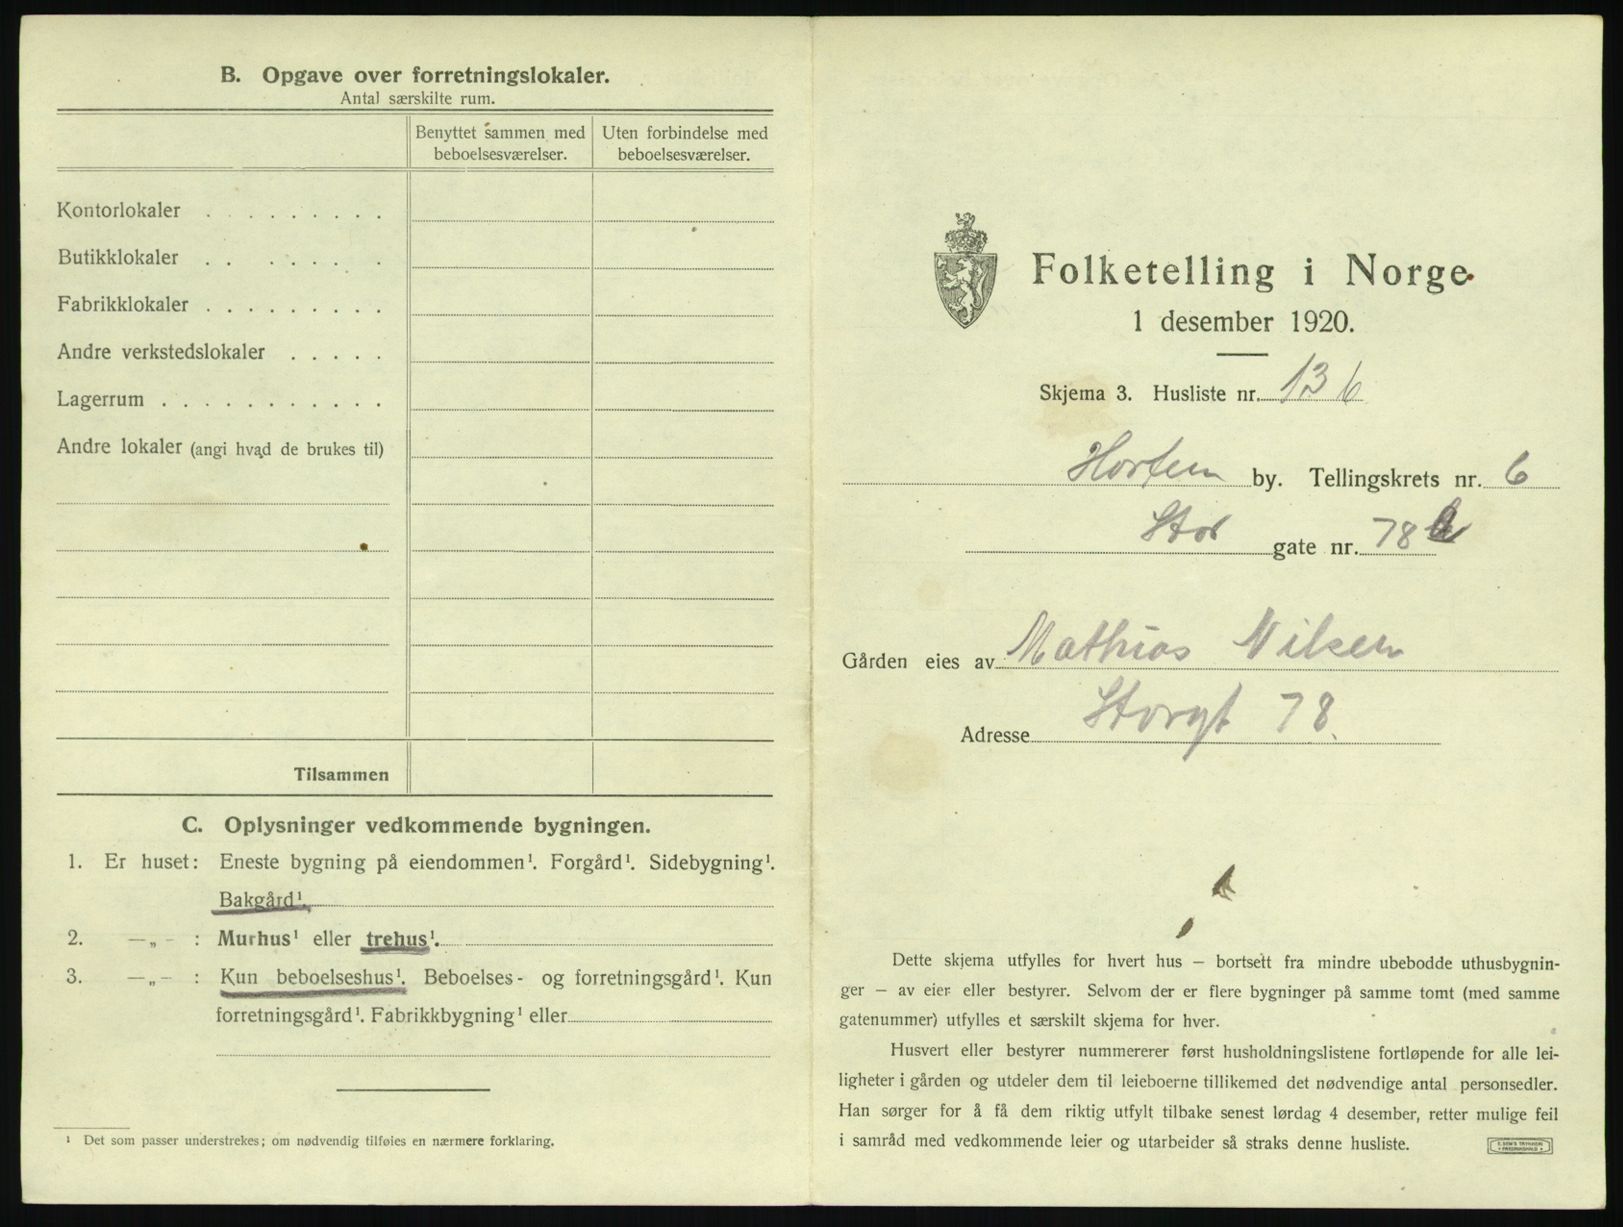 B. Opgave over forretningslokaler.
Antal særskilte rum.
Benyttet sammen med beboelsesværelser.
Uten forbindelse med beboelsesværelser.
Kontorlokaler
Butikklokaler
Fabrikklokaler
Andre verkstedslokaler
Lagerrum
Andre lokaler (angi hvad de brukes til)
Tilsammen
C. Oplysninger vedkommende bygningen.
1. Er huset: Eneste bygning på eiendommen¹. Forgård¹. Sidebygning¹.
Bakgård¹.
2. —„— : Murhus¹ eller trehus¹.
3. —„— : Kun beboelseshus¹. Beboelses- og forretningsgård¹. Kun
forretningsgård¹. Fabrikkbygning¹ eller
¹ Det som passer understrekes; om nødvendig tilføies en nærmere forklaring.
Folketelling i Norge
1 desember 1920.
Skjema 3. Husliste nr. 136
Horten by. Tellingskrets nr. 6
Stor gate nr. 78
Gården eies av Mathias Nilsen
Adresse Storgt 78.
Dette skjema utfylles for hvert hus — bortsett fra mindre ubebodde uthusbygnin-
ger — av eier eller bestyrer. Selvom der er flere bygninger på samme tomt (med samme
gatenummer) utfylles et særskilt skjema for hver.
Husvert eller bestyrer nummererer først husholdningslistene fortløpende for alle lei-
ligheter i gården og utdeler dem til leieboerne tillikemed det nødvendige antal personsedler.
Han sørger for å få dem riktig utfylt tilbake senest lørdag 4 desember, retter mulige feil
i samråd med vedkommende leier og utarbeider så straks denne husliste.